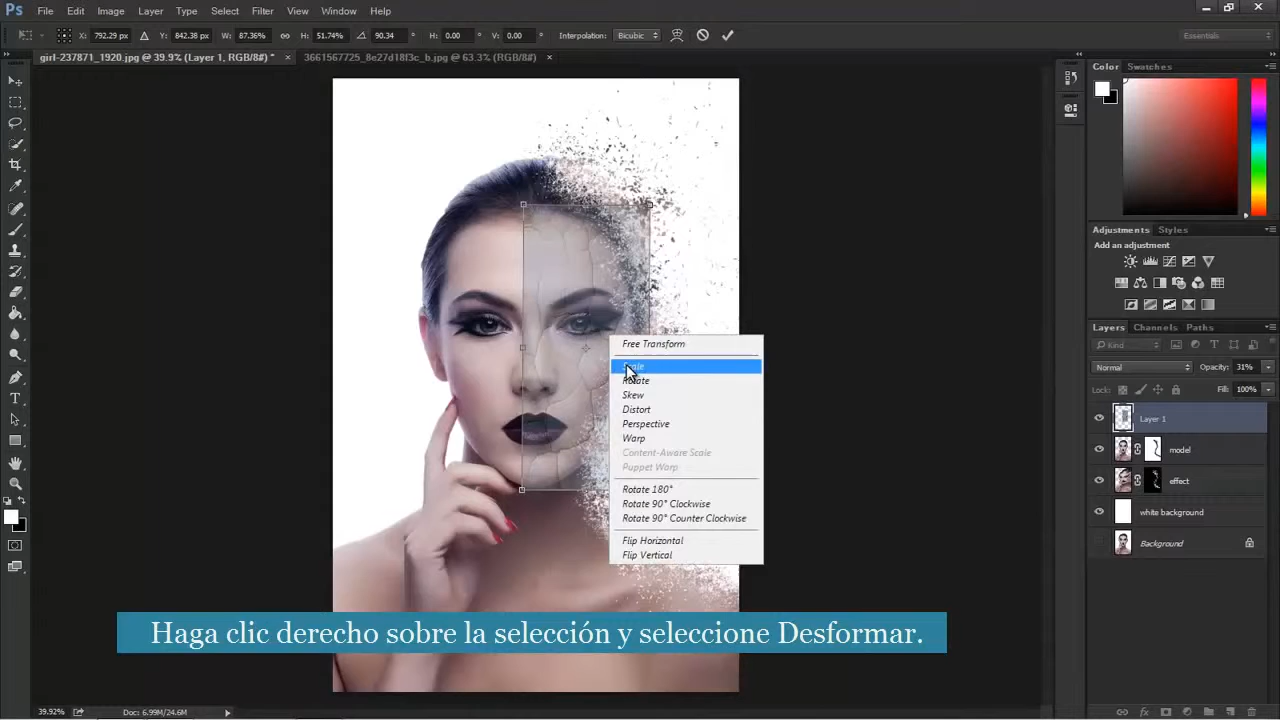 Ps File Edit Image Layer Type Select Filter View Window Help
X: 792.29 px Y: 842.38 px W: 87.36% H: 51.74% 90.34 ° H: 0.00 ° V: 0.00 ° Interpolation: Bicubic Essentials
girl-237871_1920.jpg @ 39.9% (Layer 1, RGB/8#) * × 3661567725_8e27d18f3c_b.jpg @ 63.3% (RGB/8#) ×
Color Swatches
Adjustments Styles
Add an adjustment
Layers Channels Paths
Kind
Normal Opacity: 31%
Lock: Fill: 100%
Layer 1
model
effect
white background
Background
Free Transform
Scale
Rotate
Skew
Distort
Perspective
Warp
Content-Aware Scale
Puppet Warp
Rotate 180°
Rotate 90° Clockwise
Rotate 90° Counter Clockwise
Flip Horizontal
Flip Vertical
Haga clic derecho sobre la selección y seleccione Desformar.
39.92% Doc: 6.99M/24.6M